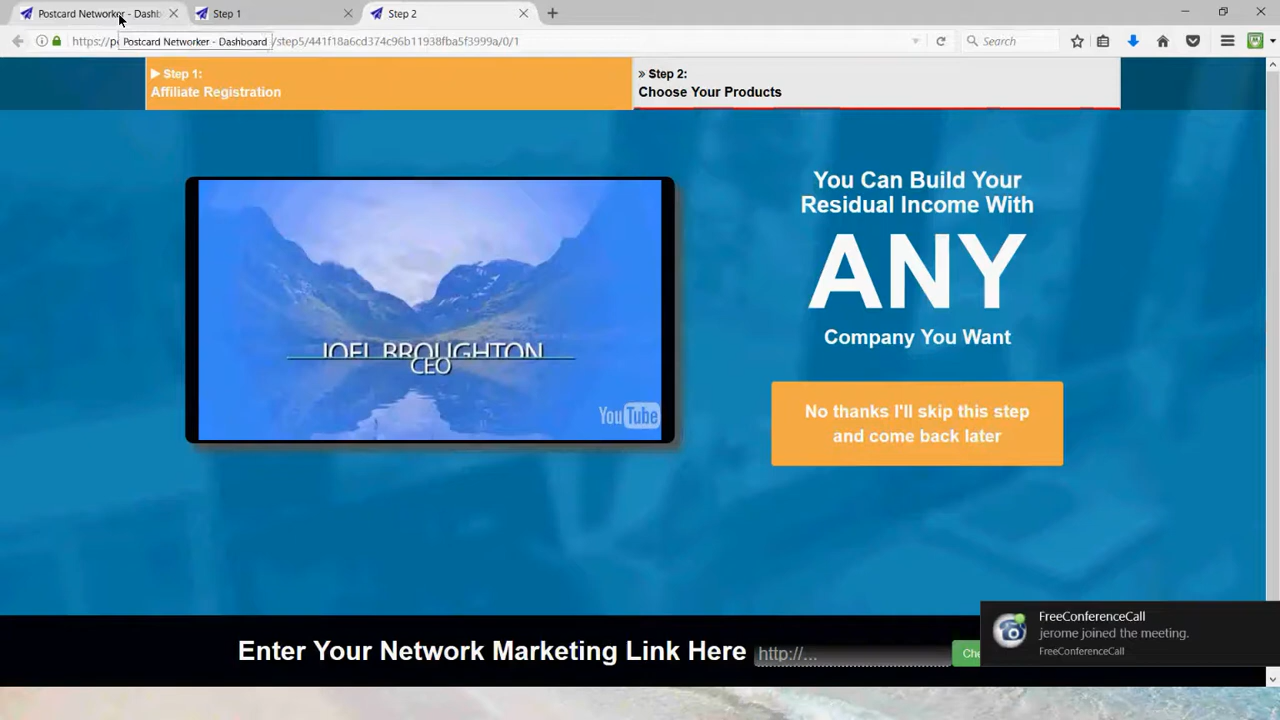 Postcard Networker - Dashb
Step 1
Step 2
https://p
Postcard Networker - Dashboard
/step5/441f18a6cd374c96b11938fba5f3999a/0/1
Search
Step 1:
Affiliate Registration
» Step 2:
Choose Your Products
You Can Build Your
Residual Income With
ANY
Company You Want
JOEL BROUGHTON
CEO
YouTube
No thanks I'll skip this step
and come back later
FreeConferenceCall
jerome joined the meeting.
FreeConferenceCall
Enter Your Network Marketing Link Here
http://...
Che